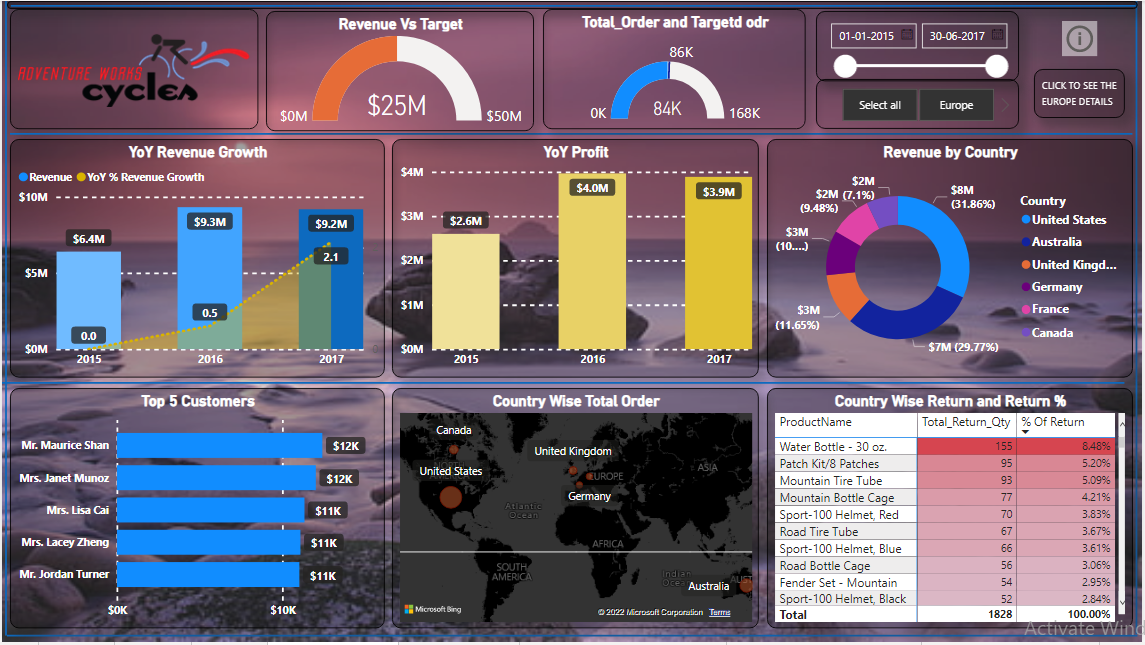 ADVENTURE WORKS
cycles
Revenue Vs Target
$25M
$0M
$50M
Total_Order and Targetd odr
86K
84K
0K
168K
01-01-2015
30-06-2017
Select all
Europe
CLICK TO SEE THE
EUROPE DETAILS
YoY Revenue Growth
Revenue
YoY % Revenue Growth
$10M
$5M
$0M
$6.4M
$9.3M
$9.2M
0.0
0.5
2.1
2015
2016
2017
YoY Profit
$4M
$3M
$2M
$1M
$0M
$2.6M
$4.0M
$3.9M
2015
2016
2017
Revenue by Country
$2M
(7.1%)
$2M
(9.48%)
$3M
(10....)
$3M
(11.65%)
$8M
(31.86%)
$7M (29.77%)
Country
United States
Australia
United Kingd...
Germany
France
Canada
Top 5 Customers
Mr. Maurice Shan $12K
Mrs. Janet Munoz $12K
Mrs. Lisa Cai $11K
Mrs. Lacey Zheng $11K
Mr. Jordan Turner $11K
$0K $10K
Country Wise Total Order
Canada
United States
United Kingdom
Germany
Australia
EUROPE
ASIA
Atlantic
Ocean
AFRICA
SOUTH
AMERICA
Indian
Microsoft Bing
© 2022 Microsoft Corporation Terms
Country Wise Return and Return %
ProductName Total_Return_Qty % Of Return
Water Bottle - 30 oz. 155 8.48%
Patch Kit/8 Patches 95 5.20%
Mountain Tire Tube 93 5.09%
Mountain Bottle Cage 77 4.21%
Sport-100 Helmet, Red 70 3.83%
Road Tire Tube 67 3.67%
Sport-100 Helmet, Blue 66 3.61%
Road Bottle Cage 56 3.06%
Fender Set - Mountain 54 2.95%
Sport-100 Helmet, Black 52 2.84%
Total 1828 100.00%
Activate Wind